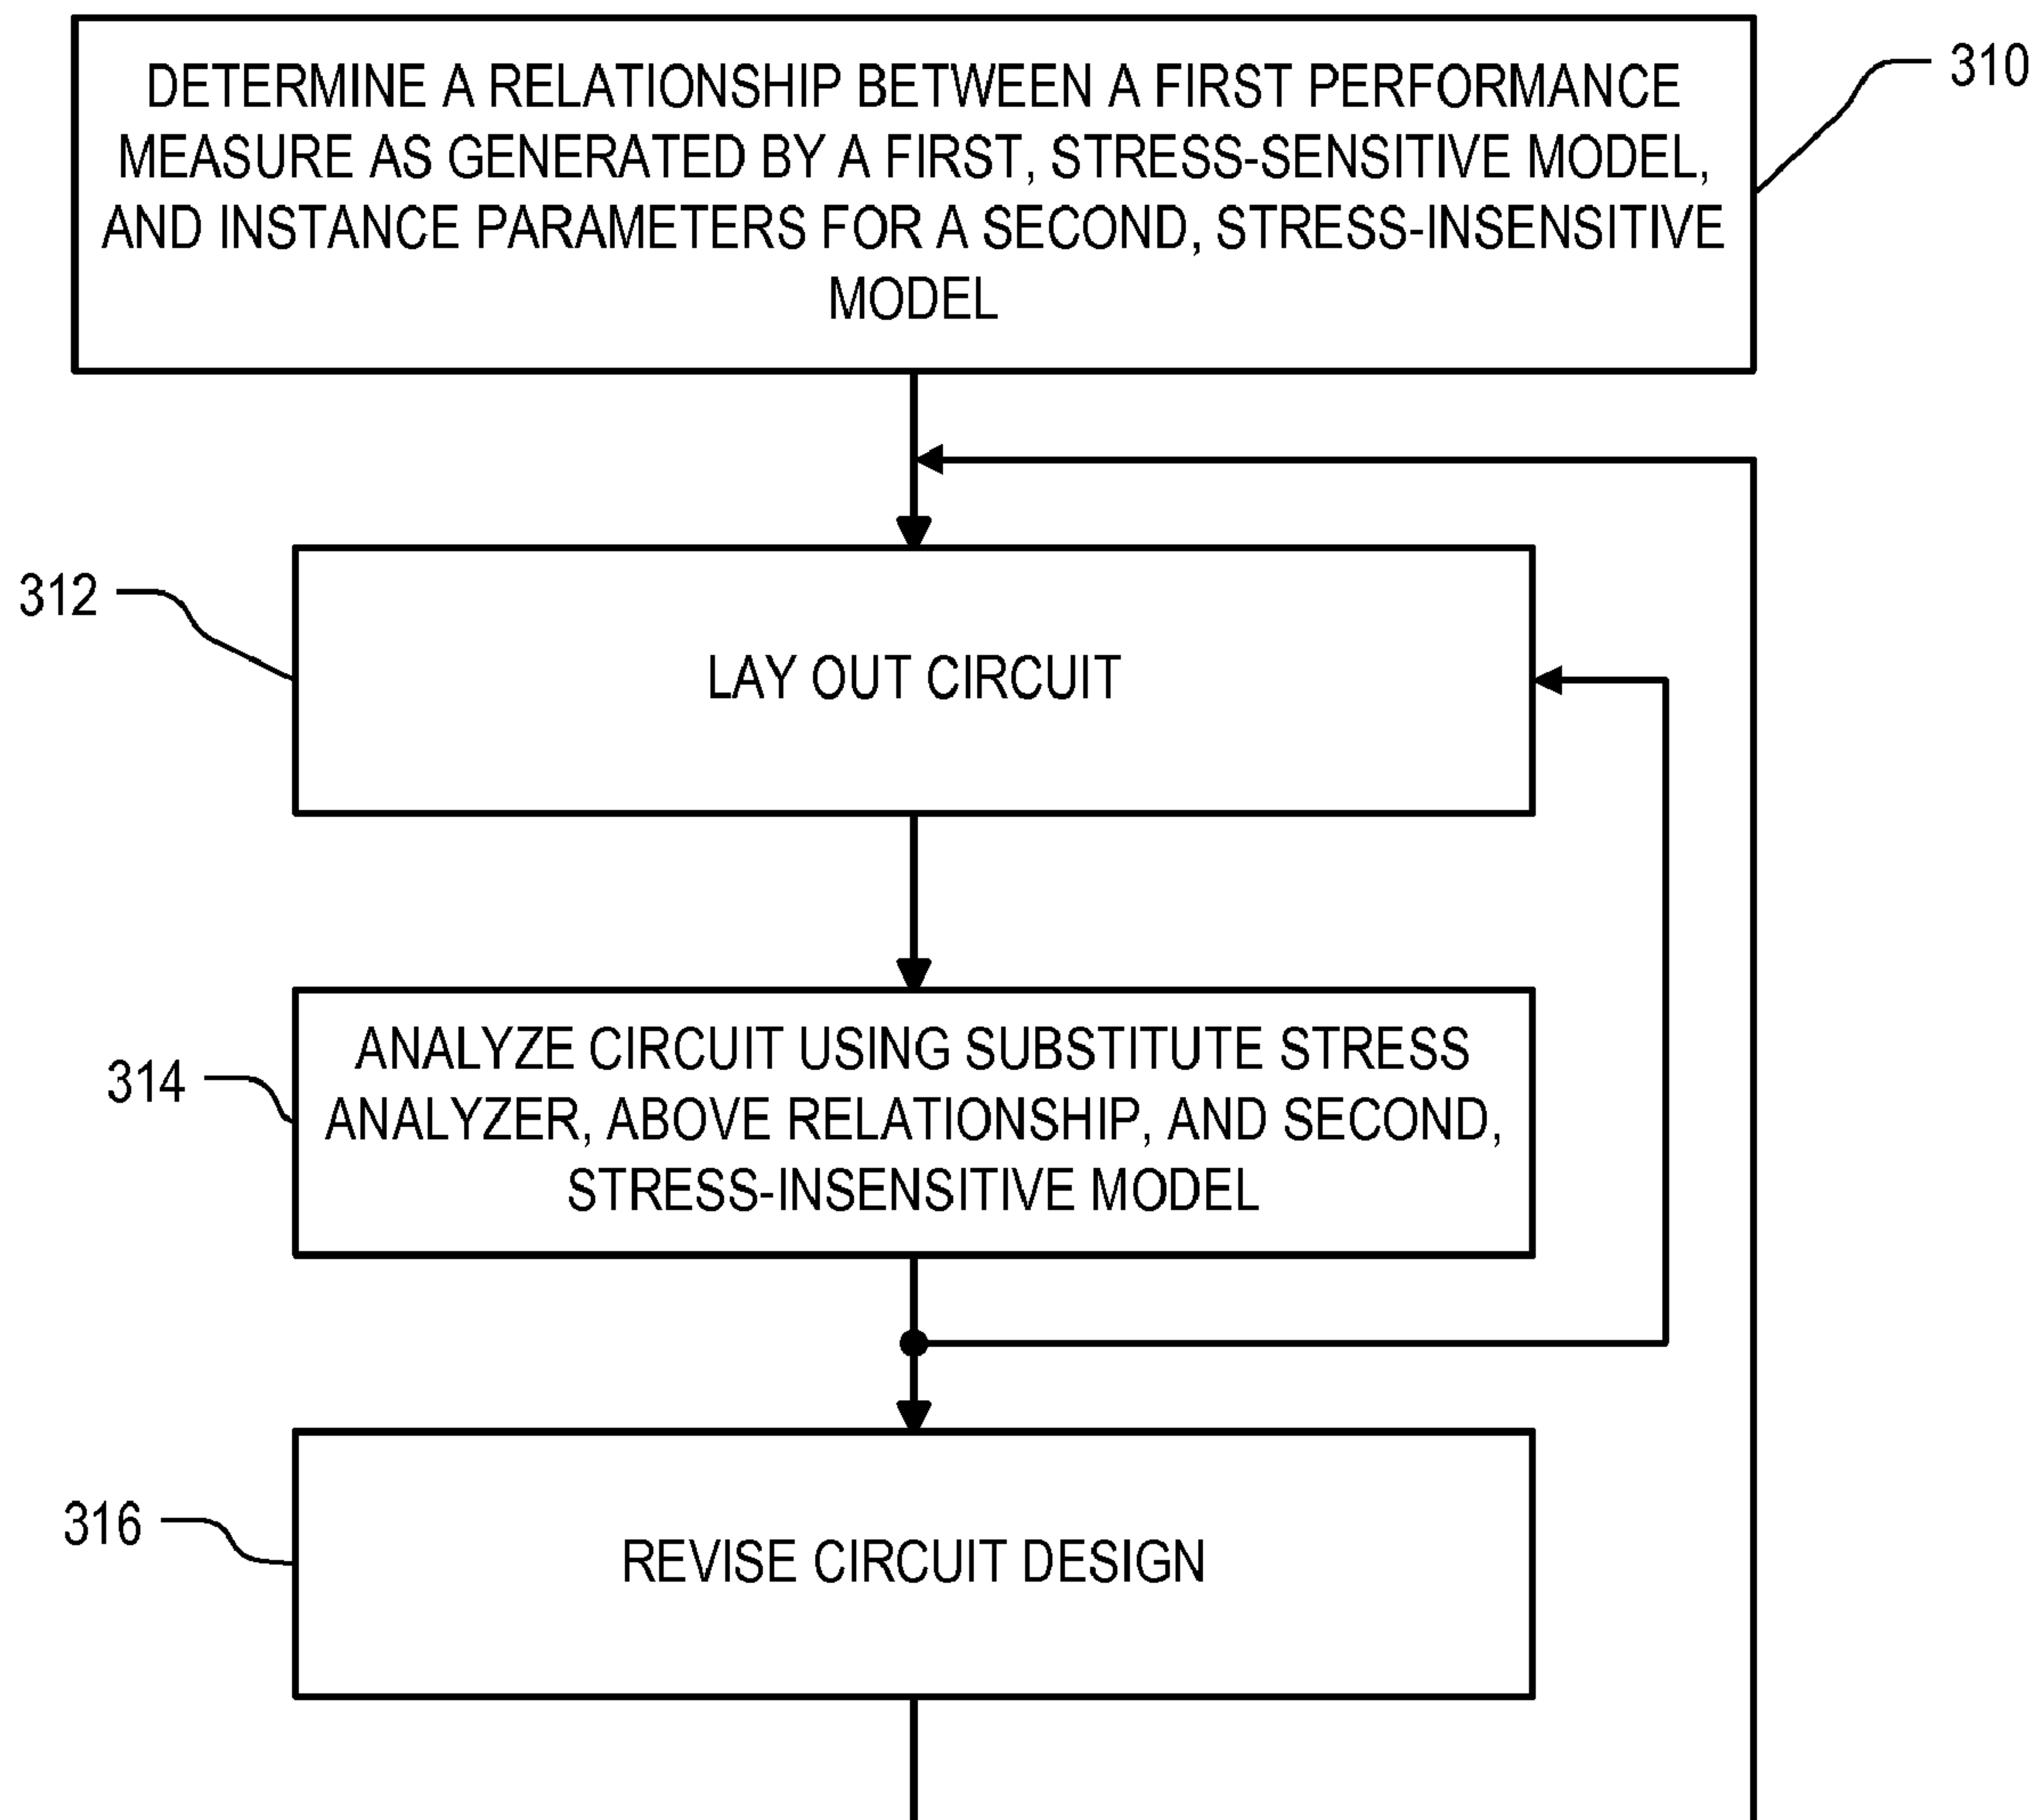 DETERMINE A RELATIONSHIP BETWEEN A FIRST PERFORMANCE
MEASURE AS GENERATED BY A FIRST, STRESS-SENSITIVE MODEL,
AND INSTANCE PARAMETERS FOR A SECOND, STRESS-INSENSITIVE
MODEL
310
312
LAY OUT CIRCUIT
314
ANALYZE CIRCUIT USING SUBSTITUTE STRESS
ANALYZER, ABOVE RELATIONSHIP, AND SECOND,
STRESS-INSENSITIVE MODEL
316
REVISE CIRCUIT DESIGN